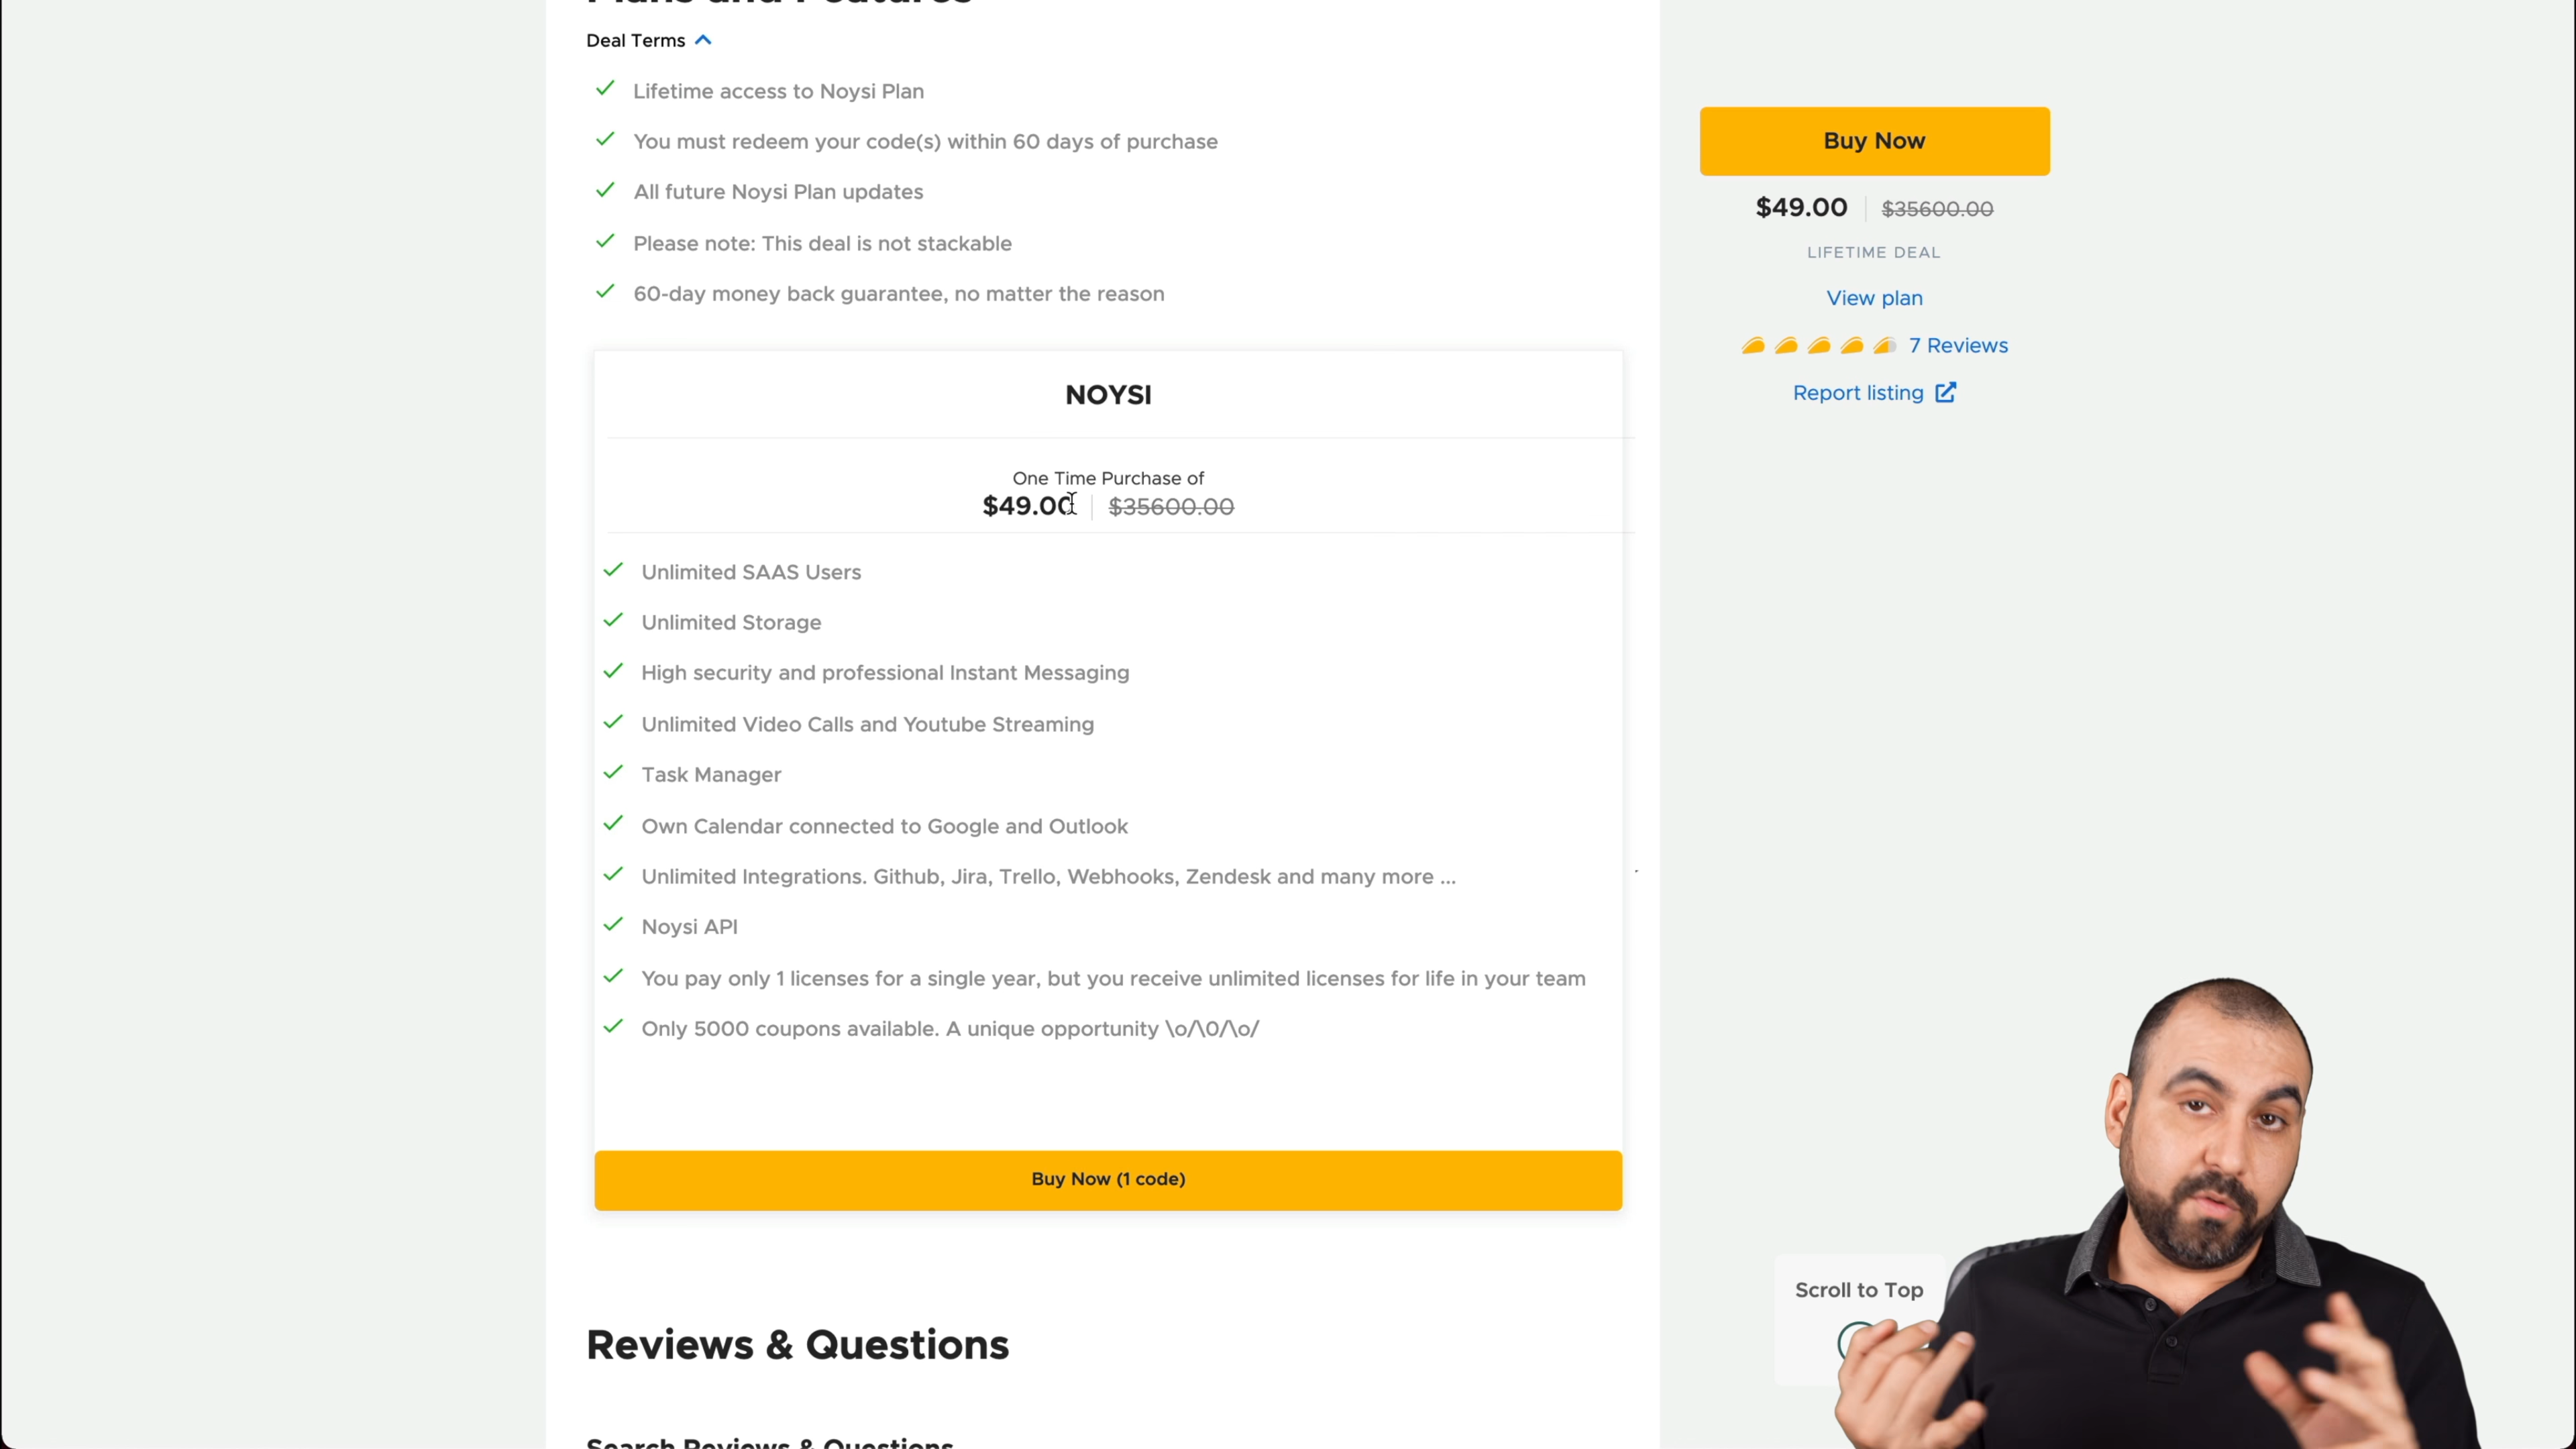 Plans and Features
Deal Terms
Lifetime access to Noysi Plan
You must redeem your code(s) within 60 days of purchase
All future Noysi Plan updates
Please note: This deal is not stackable
60-day money back guarantee, no matter the reason
NOYSI
One Time Purchase of
$49.00 $35600.00
Unlimited SAAS Users
Unlimited Storage
High security and professional Instant Messaging
Unlimited Video Calls and Youtube Streaming
Task Manager
Own Calendar connected to Google and Outlook
Unlimited Integrations. Github, Jira, Trello, Webhooks, Zendesk and many more ...
Noysi API
You pay only 1 licenses for a single year, but you receive unlimited licenses for life in your team
Only 5000 coupons available. A unique opportunity \o/\0/\o/
Buy Now (1 code)
Reviews & Questions
Search Reviews & Questions
Buy Now
$49.00 $35600.00
LIFETIME DEAL
View plan
7 Reviews
Report listing
Scroll to Top